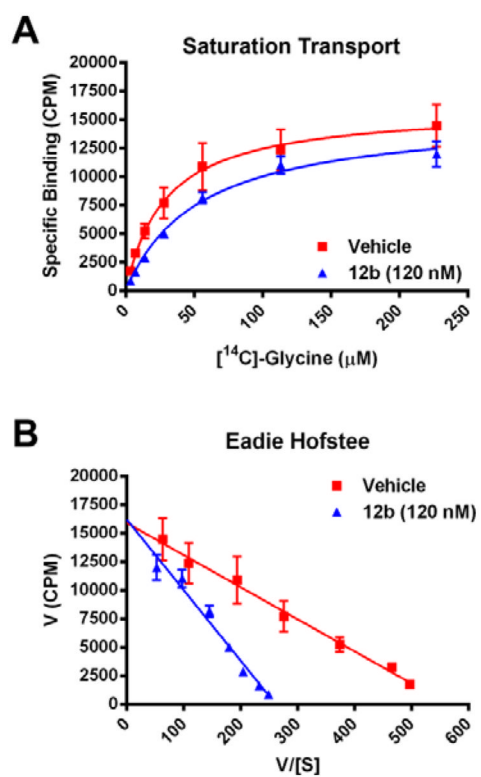 A
Saturation Transport
Specific Binding (CPM)
20000
17500
15000
12500
10000
7500
5000
2500
0
Vehicle
12b (120 nM)
0 50 100 150 200 250
[¹⁴C]-Glycine (μM)
B
Eadie Hofstee
V (CPM)
20000
17500
15000
12500
10000
7500
5000
2500
0
Vehicle
12b (120 nM)
0 100 200 300 400 500 600
V/[S]